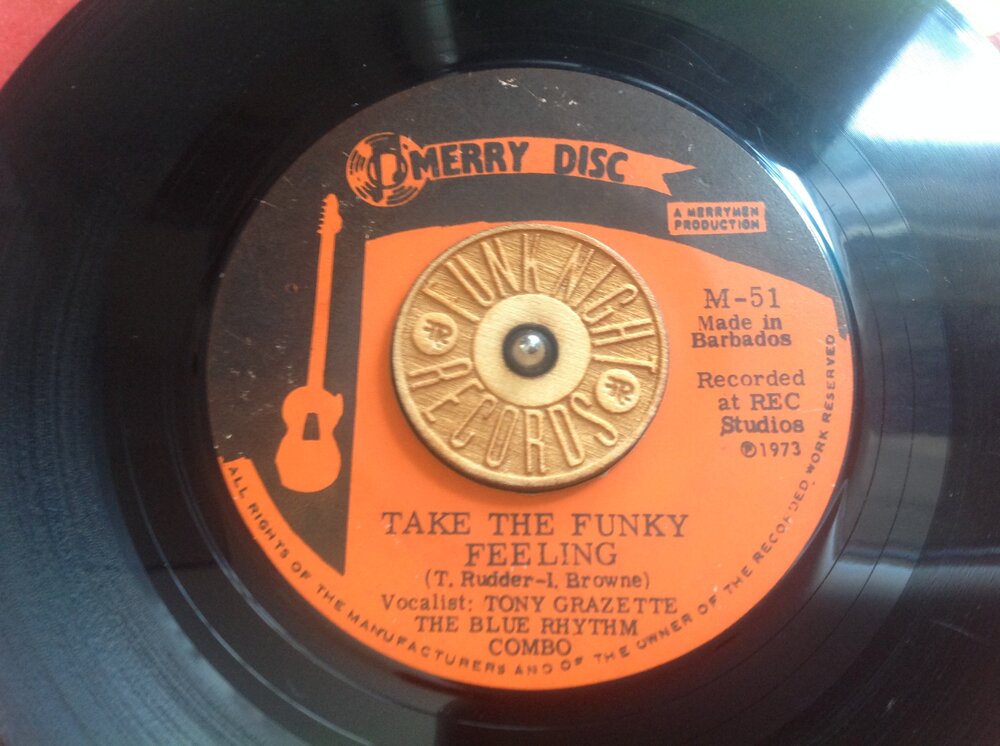 MERRY DISC
A MERRYMEN
PRODUCTION
FUNK NIGHT
RECORDS
M-51
Made in
Barbados
Recorded
at REC
Studios
℗1973
TAKE THE FUNKY
FEELING
(T. Rudder-I. Browne)
Vocalist: TONY GRAZETTE
THE BLUE RHYTHM
COMBO
ALL RIGHTS OF THE MANUFACTURERS AND OF THE OWNER OF THE RECORDED WORK RESERVED